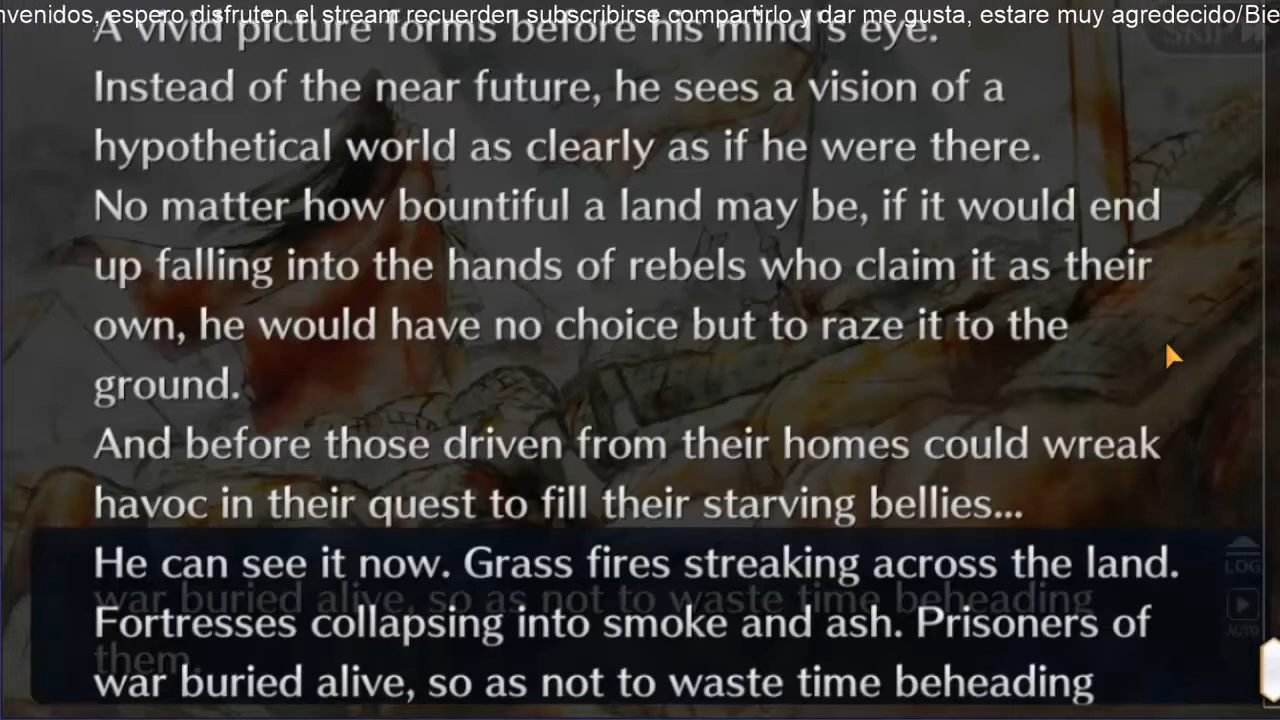 nvenidos, espero disfruten el stream recuerden subscribirse compartirlo y dar me gusta, estare muy agredecido/Bie
A vivid picture forms before his mind's eye.
SKIP
Instead of the near future, he sees a vision of a
hypothetical world as clearly as if he were there.
No matter how bountiful a land may be, if it would end
up falling into the hands of rebels who claim it as their
own, he would have no choice but to raze it to the
ground.
And before those driven from their homes could wreak
havoc in their quest to fill their starving bellies...
He can see it now. Grass fires streaking across the land.
LOG
war buried alive, so as not to waste time beheading
Fortresses collapsing into smoke and ash. Prisoners of
AUTO
them.
war buried alive, so as not to waste time beheading